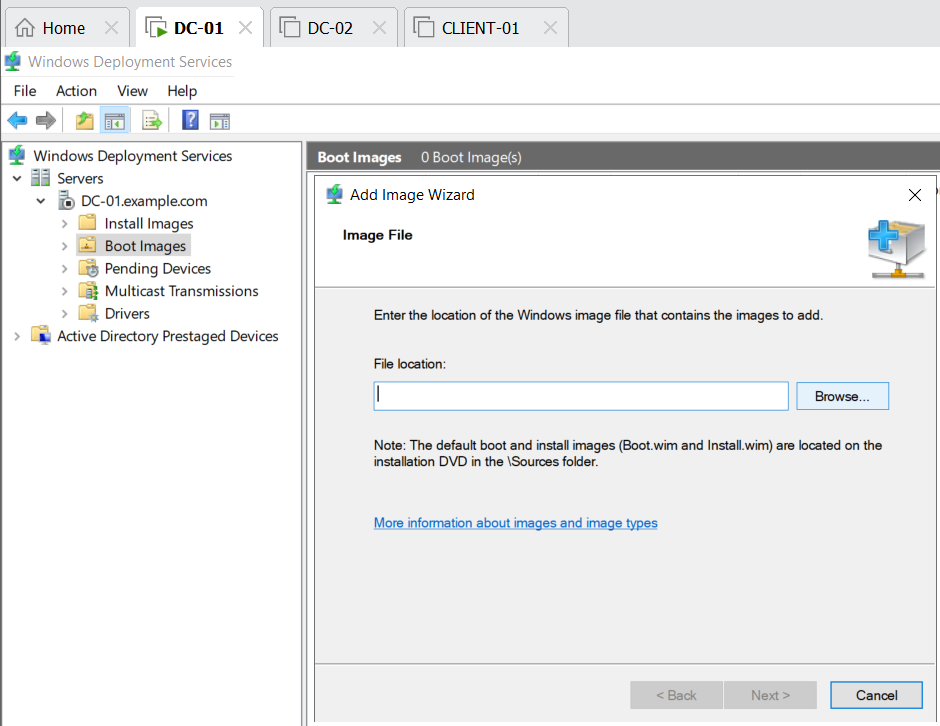 Home
DC-01
DC-02
CLIENT-01
Windows Deployment Services
File Action View Help
Windows Deployment Services
Servers
DC-01.example.com
Install Images
Boot Images
Pending Devices
Multicast Transmissions
Drivers
Active Directory Prestaged Devices
Boot Images 0 Boot Image(s)
Add Image Wizard
Image File
Enter the location of the Windows image file that contains the images to add.
File location:
Browse...
Note: The default boot and install images (Boot.wim and Install.wim) are located on the
installation DVD in the \Sources folder.
More information about images and image types
< Back
Next >
Cancel